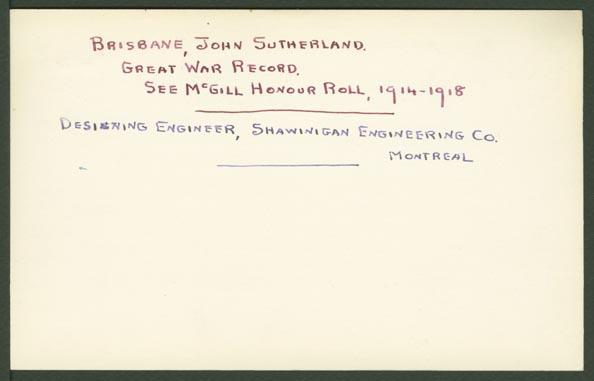 BRISBANE, JOHN SUTHERLAND.
GREAT WAR RECORD.
SEE McGILL HONOUR ROLL, 1914-1918
DESIGNING ENGINEER, SHAWINIGAN ENGINEERING CO.
MONTREAL